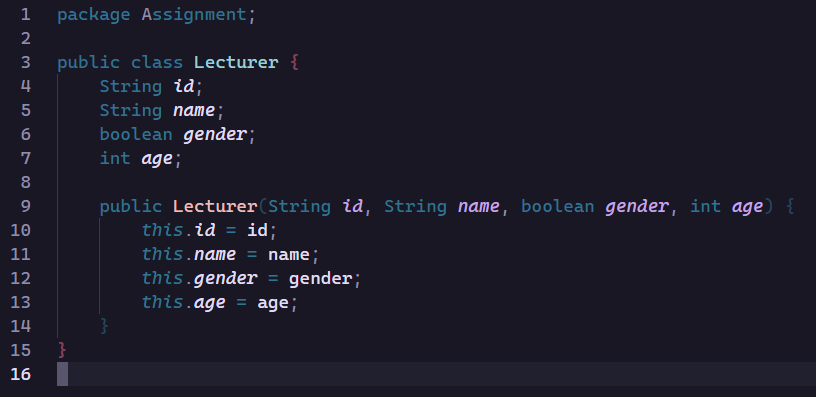 1 package Assignment;
2
3 public class Lecturer {
4     String id;
5     String name;
6     boolean gender;
7     int age;
8
9     public Lecturer(String id, String name, boolean gender, int age) {
10         this.id = id;
11         this.name = name;
12         this.gender = gender;
13         this.age = age;
14     }
15 }
16